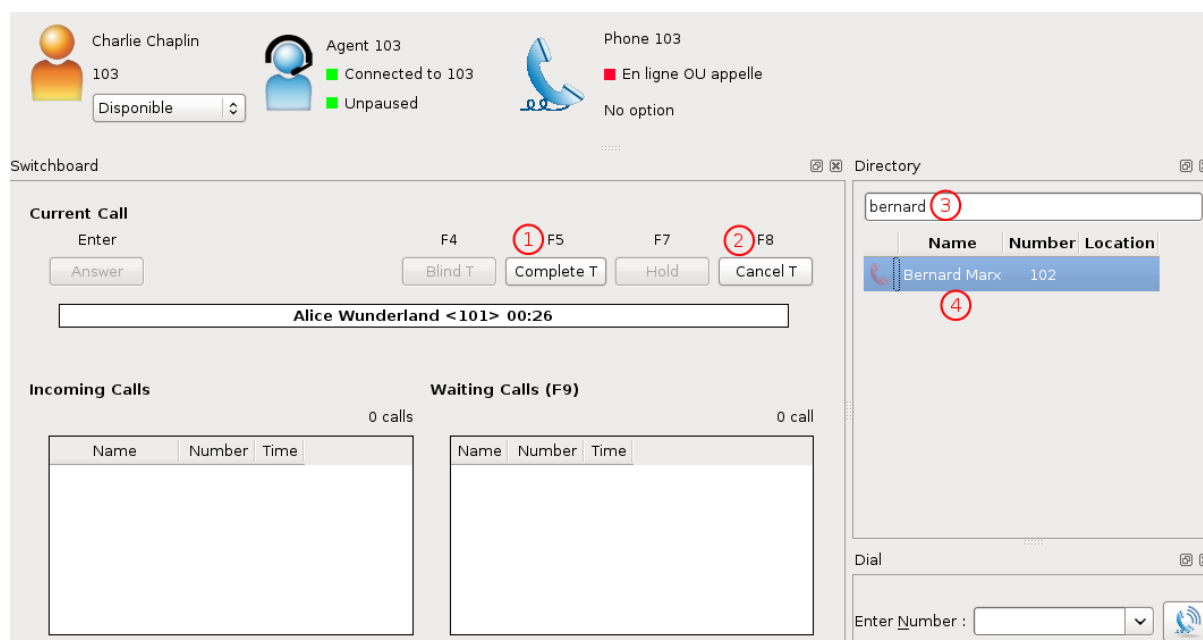 Charlie Chaplin
103
Disponible
Agent 103
Connected to 103
Unpaused
Phone 103
En ligne OU appelle
No option
Switchboard
Current Call
Enter F4 1 F5 F7 2 F8
Answer Blind T Complete T Hold Cancel T
Alice Wunderland <101> 00:26
Incoming Calls
0 calls
Name Number Time
Waiting Calls (F9)
0 call
Name Number Time
Directory
bernard 3
Name Number Location
Bernard Marx 102
4
Dial
Enter Number :